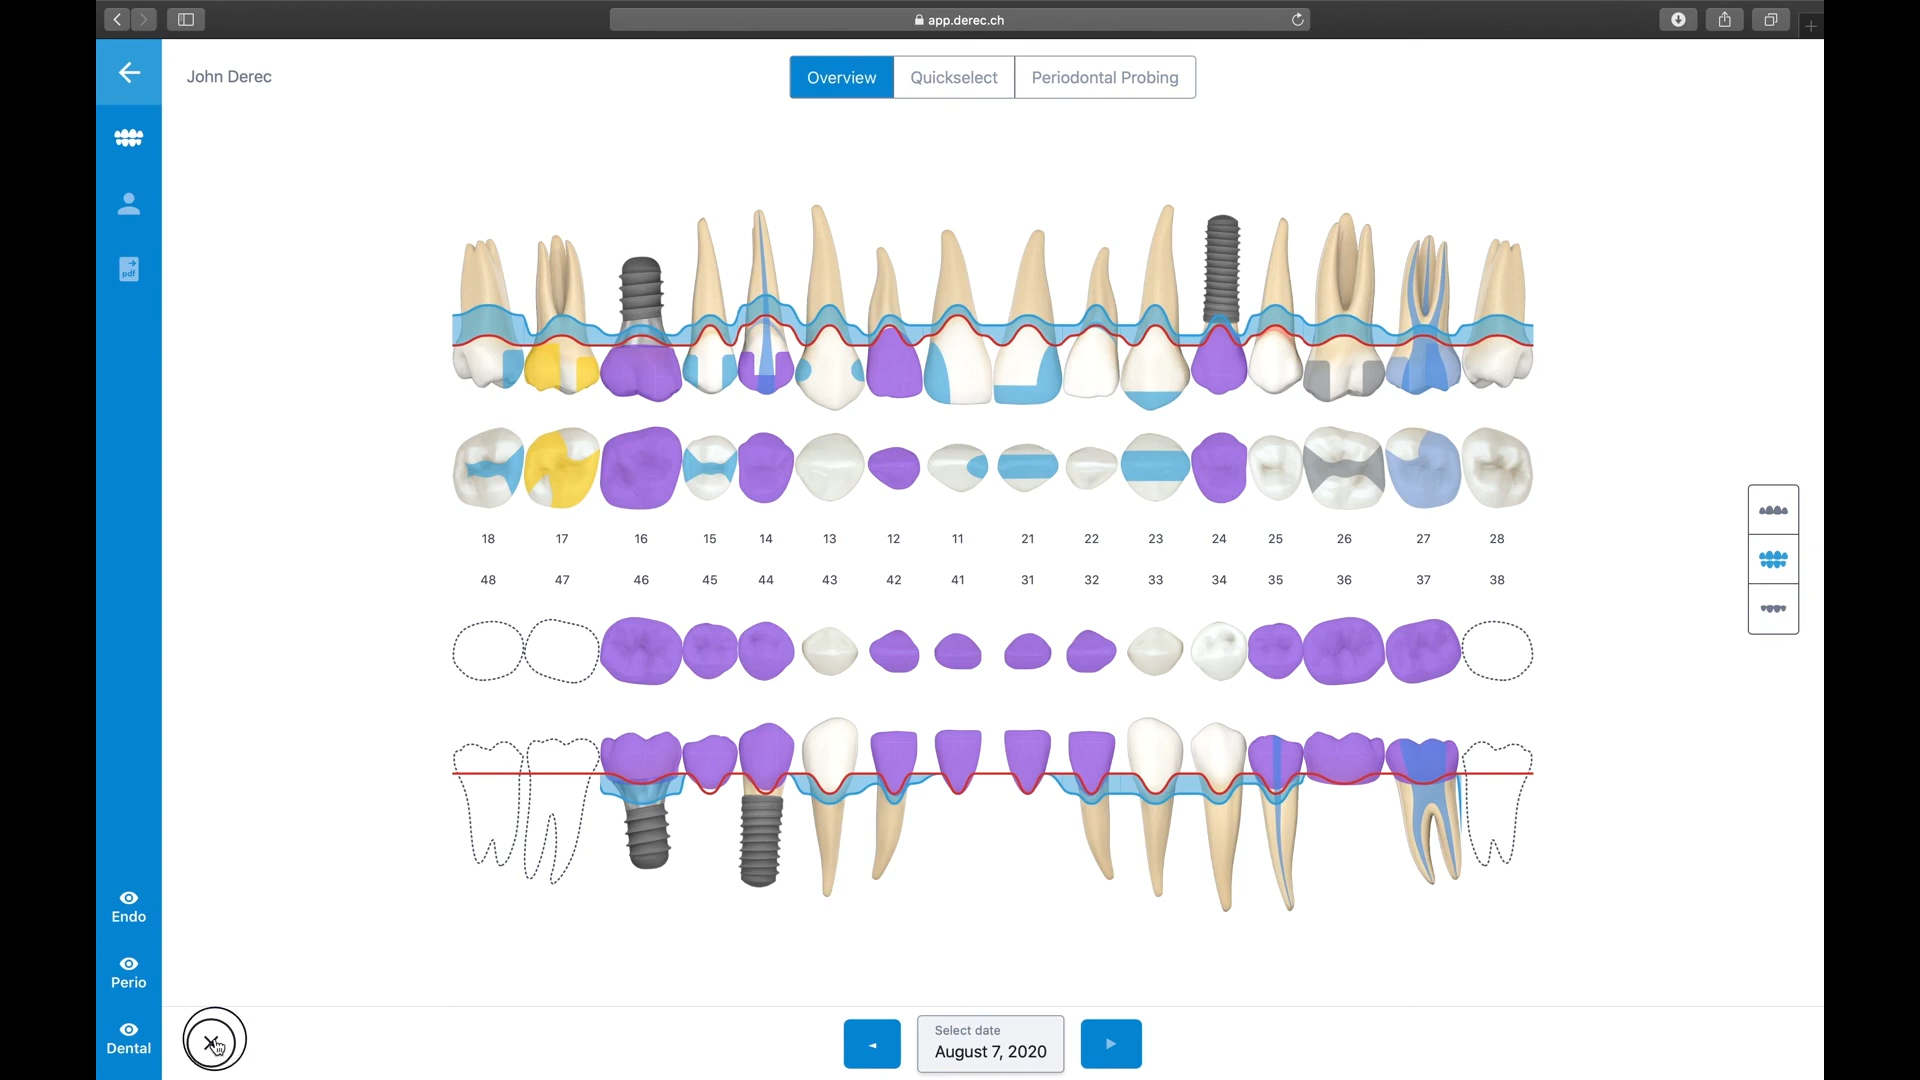 app.derec.ch
John Derec
Overview
Quickselect
Periodontal Probing
pdf
18 17 16 15 14 13 12 11 21 22 23 24 25 26 27 28
48 47 46 45 44 43 42 41 31 32 33 34 35 36 37 38
Endo
Perio
Dental
Select date
August 7, 2020